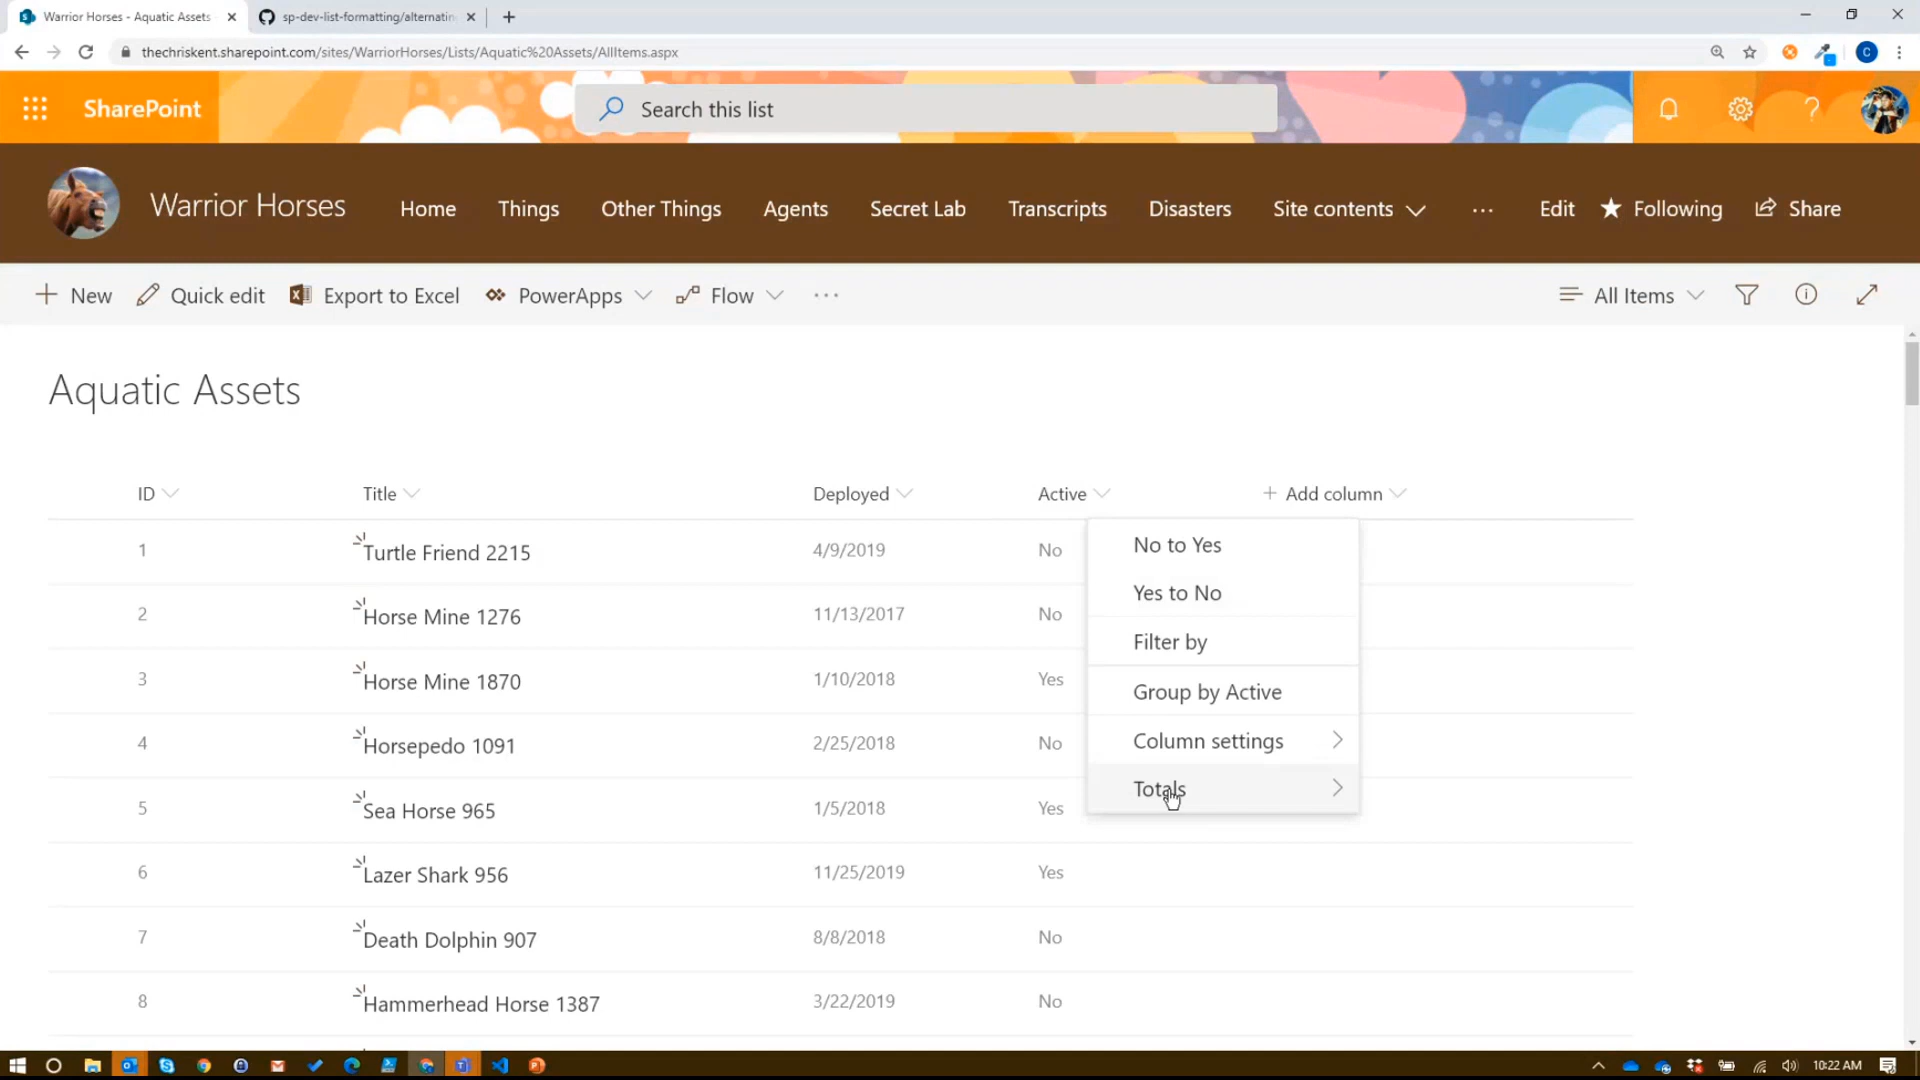 Warrior Horses - Aquatic Assets
sp-dev-list-formatting/alternatin
thechriskent.sharepoint.com/sites/WarriorHorses/Lists/Aquatic%20Assets/AllItems.aspx
C
SharePoint
Search this list
?
Warrior Horses
Home
Things
Other Things
Agents
Secret Lab
Transcripts
Disasters
Site contents
...
Edit
Following
Share
New
Quick edit
Export to Excel
PowerApps
Flow
...
All Items
Aquatic Assets
ID
Title
Deployed
Active
+ Add column
1
Turtle Friend 2215
4/9/2019
No
2
Horse Mine 1276
11/13/2017
No
3
Horse Mine 1870
1/10/2018
Yes
4
Horsepedo 1091
2/25/2018
No
5
Sea Horse 965
1/5/2018
Yes
6
Lazer Shark 956
11/25/2019
Yes
7
Death Dolphin 907
8/8/2018
No
8
Hammerhead Horse 1387
3/22/2019
No
No to Yes
Yes to No
Filter by
Group by Active
Column settings
Totals
10:22 AM